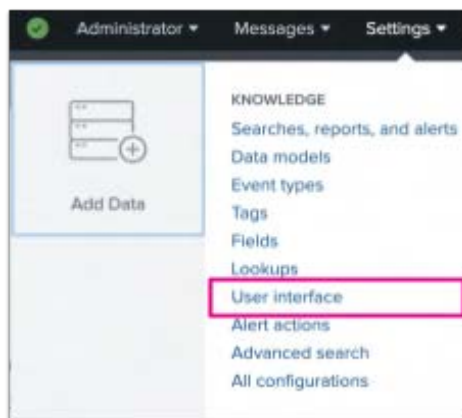 Administrator ▾ Messages ▾ Settings ▾
Add Data
KNOWLEDGE
Searches, reports, and alerts
Data models
Event types
Tags
Fields
Lookups
User interface
Alert actions
Advanced search
All configurations